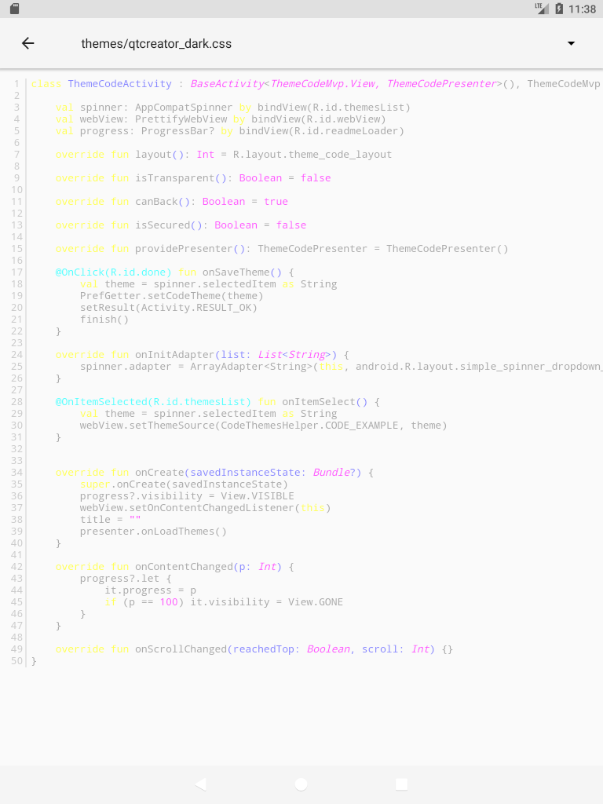 LTE 11:38
themes/qtcreator_dark.css
1 class ThemeCodeActivity : BaseActivity<ThemeCodeMvp.View, ThemeCodePresenter>(), ThemeCodeMvp
2
3 val spinner: AppCompatSpinner by bindView(R.id.themesList)
4 val webView: PrettifyWebView by bindView(R.id.webView)
5 val progress: ProgressBar? by bindView(R.id.readmeLoader)
6
7 override fun layout(): Int = R.layout.theme_code_layout
8
9 override fun isTransparent(): Boolean = false
10
11 override fun canBack(): Boolean = true
12
13 override fun isSecured(): Boolean = false
14
15 override fun providePresenter(): ThemeCodePresenter = ThemeCodePresenter()
16
17 @OnClick(R.id.done) fun onSaveTheme() {
18 val theme = spinner.selectedItem as String
19 PrefGetter.setCodeTheme(theme)
20 setResult(Activity.RESULT_OK)
21 finish()
22 }
23
24 override fun onInitAdapter(list: List<String>) {
25 spinner.adapter = ArrayAdapter<String>(this, android.R.layout.simple_spinner_dropdown_
26 }
27
28 @OnItemSelected(R.id.themesList) fun onItemSelect() {
29 val theme = spinner.selectedItem as String
30 webView.setThemeSource(CodeThemesHelper.CODE_EXAMPLE, theme)
31 }
32
33
34 override fun onCreate(savedInstanceState: Bundle?) {
35 super.onCreate(savedInstanceState)
36 progress?.visibility = View.VISIBLE
37 webView.setOnContentChangedListener(this)
38 title = ""
39 presenter.onLoadThemes()
40 }
41
42 override fun onContentChanged(p: Int) {
43 progress?.let {
44 it.progress = p
45 if (p == 100) it.visibility = View.GONE
46 }
47 }
48
49 override fun onScrollChanged(reachedTop: Boolean, scroll: Int) {}
50 }